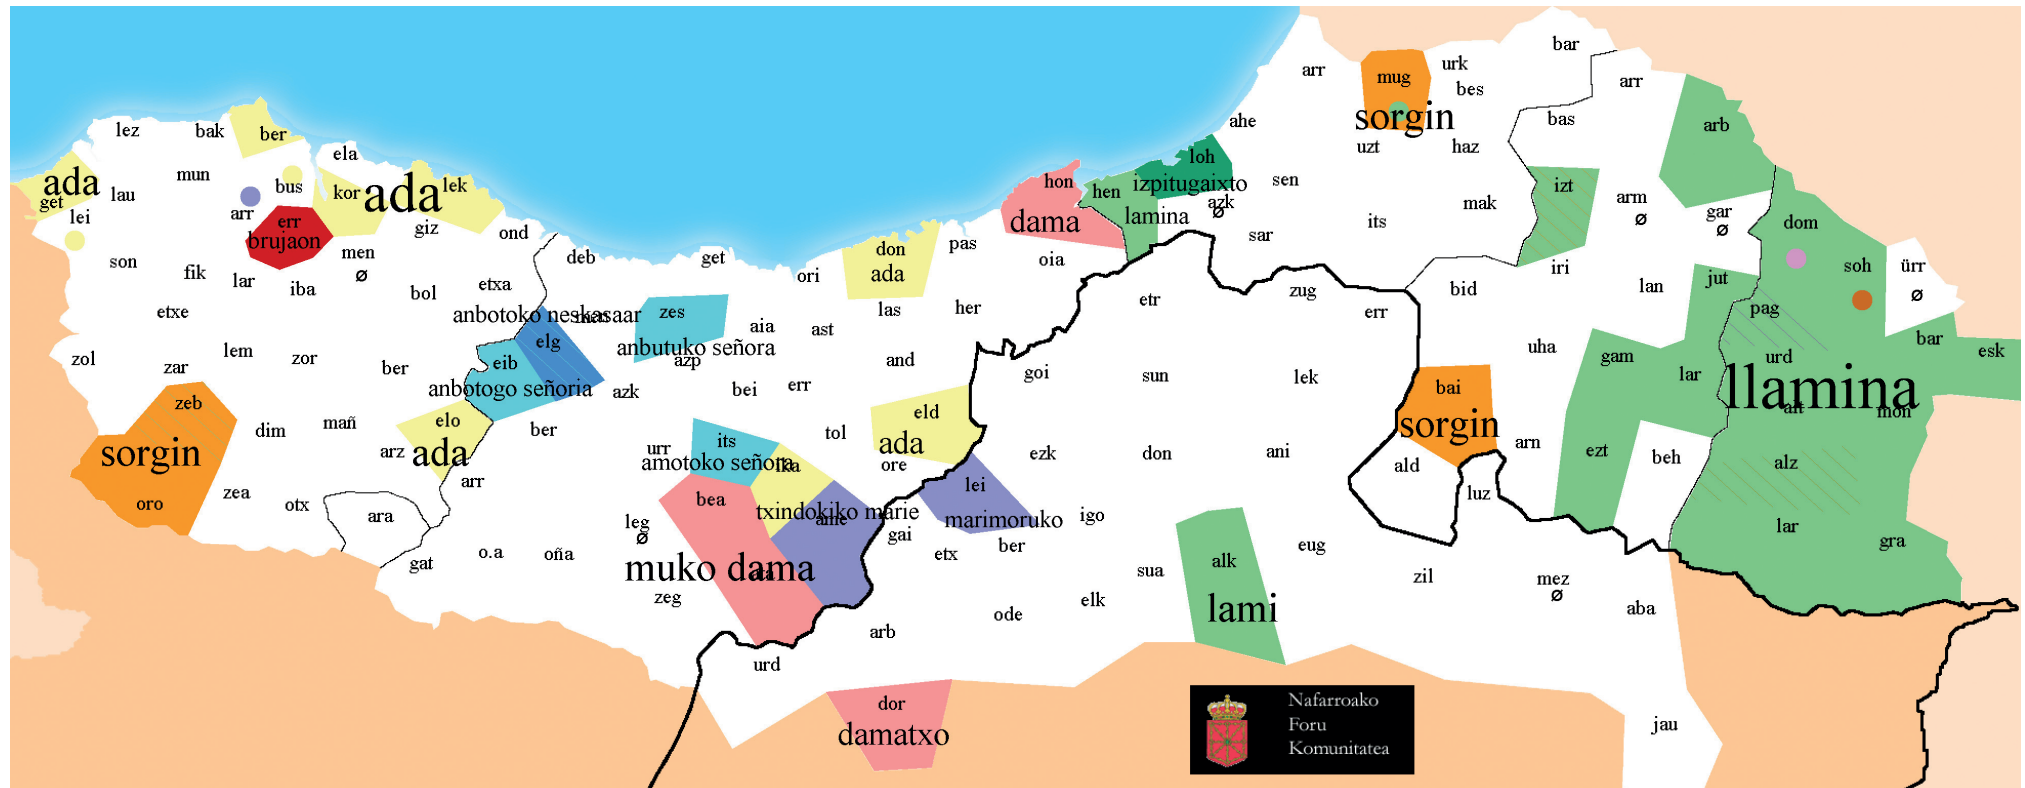 bar
arr
mug
urk
bes
arr
lez
bak
ber
ahe
sorgin
bas
arb
ela
uzt
haz
loh
mun
ada
get
lau
bus
kor
ada
lek
hon
hen
izpitugaixto
sen
izt
lei
arr
err
brujaon
giz
dama
lamina
azk
ø
its
mak
arm
ø
gar
ø
dom
ond
men
ø
don
ada
pas
oia
sar
son
fik
lar
iba
etxa
deb
get
ori
iri
lan
jut
soh
ürr
ø
bol
etxe
anbotoko neskasaar
zes
las
her
etr
zug
err
bid
pag
aia
ast
elg
anbutuko señora
azp
zol
zar
lem
zor
ber
eib
anbotogo señoria
azk
bei
err
and
goi
sun
lek
uha
gam
lar
urd
bar
esk
llamina
alt
mon
zeb
bai
sorgin
dim
mañ
elo
ada
arz
ber
eld
ada
ore
tol
urr
its
amotoko señora
ika
ezk
don
ani
ald
arn
ezt
beh
alz
sorgin
oro
zea
otx
arr
ara
bea
txindokiko marie
ame
lei
marimoruko
luz
leg
ø
gai
igo
lar
gra
gat
o.a
oña
etx
ber
eug
muko dama
zeg
sua
alk
lami
zil
mez
ø
aba
elk
ode
arb
urd
dor
damatxo
jau
Nafarroako
Foru
Komunitatea